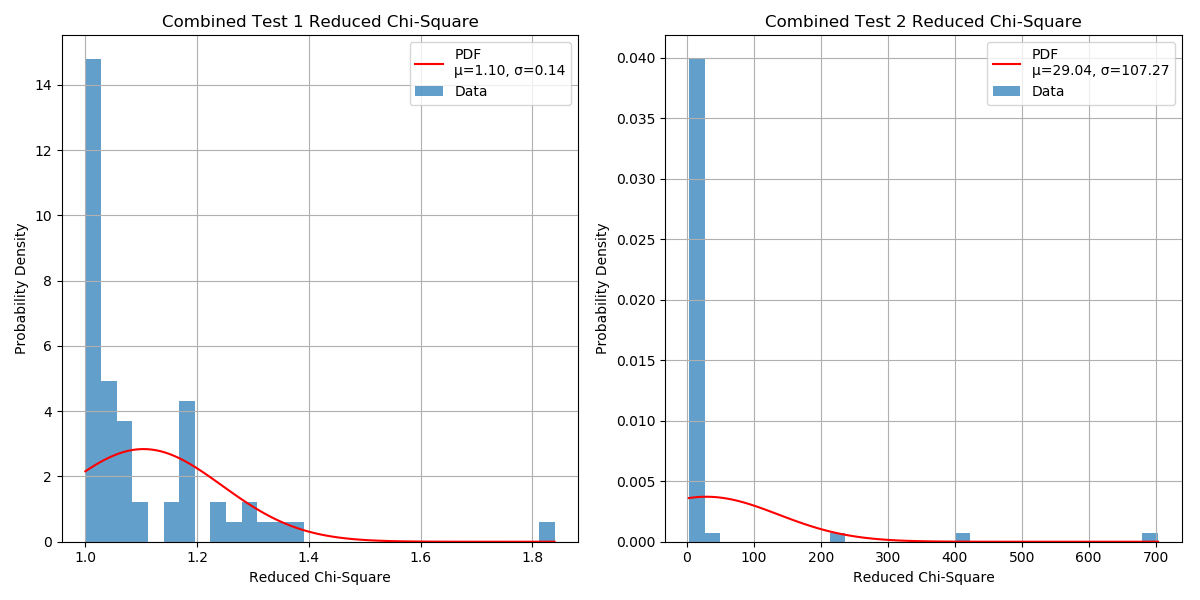 Combined Test 1 Reduced Chi-Square
PDF
μ=1.10, σ=0.14
Data
Probability Density
14
12
10
8
6
4
2
0
1.0
1.2
1.4
1.6
1.8
Reduced Chi-Square
Combined Test 2 Reduced Chi-Square
PDF
μ=29.04, σ=107.27
Data
Probability Density
0.040
0.035
0.030
0.025
0.020
0.015
0.010
0.005
0.000
0
100
200
300
400
500
600
700
Reduced Chi-Square